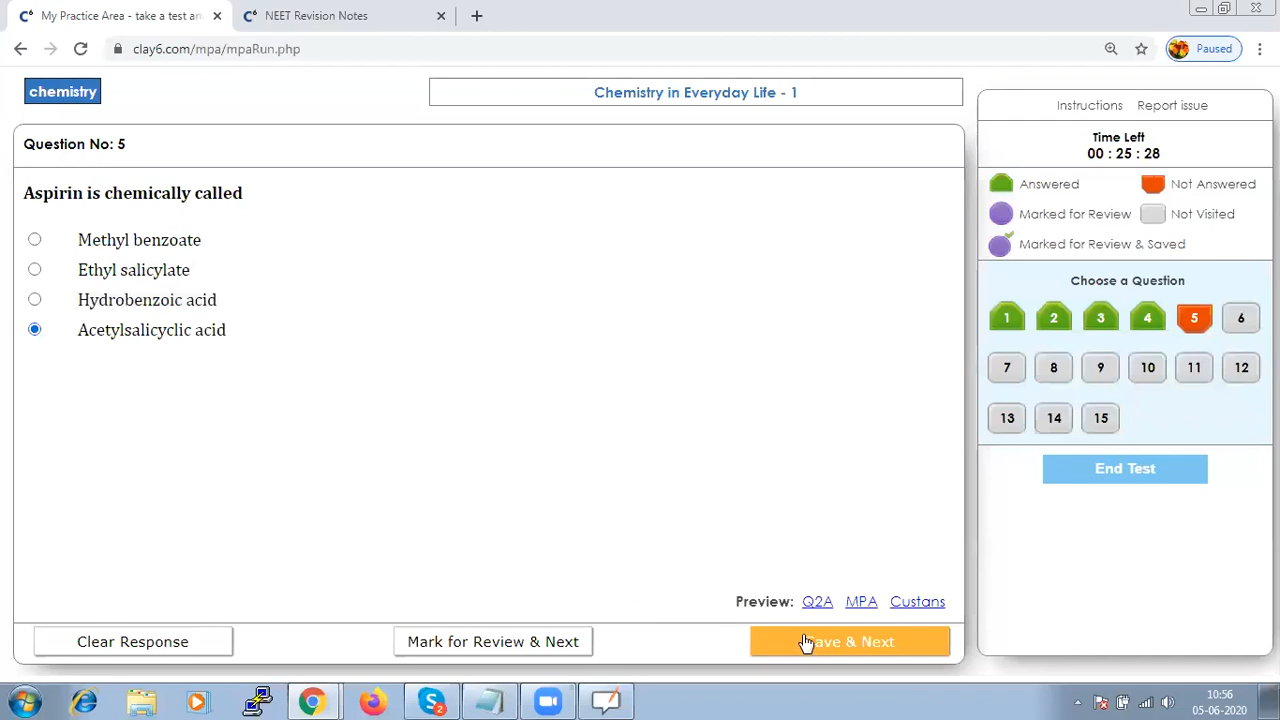 My Practice Area - take a test an
NEET Revision Notes
clay6.com/mpa/mpaRun.php
Paused
chemistry
Chemistry in Everyday Life - 1
Instructions Report issue
Question No: 5
Time Left
00 : 25 : 28
Aspirin is chemically called
Answered
Not Answered
Methyl benzoate
Marked for Review
Not Visited
Ethyl salicylate
Marked for Review & Saved
Hydrobenzoic acid
Choose a Question
Acetylsalicyclic acid
1 2 3 4 5 6
7 8 9 10 11 12
13 14 15
End Test
Preview: Q2A MPA Custans
Clear Response
Mark for Review & Next
Save & Next
2
10:56
05-06-2020